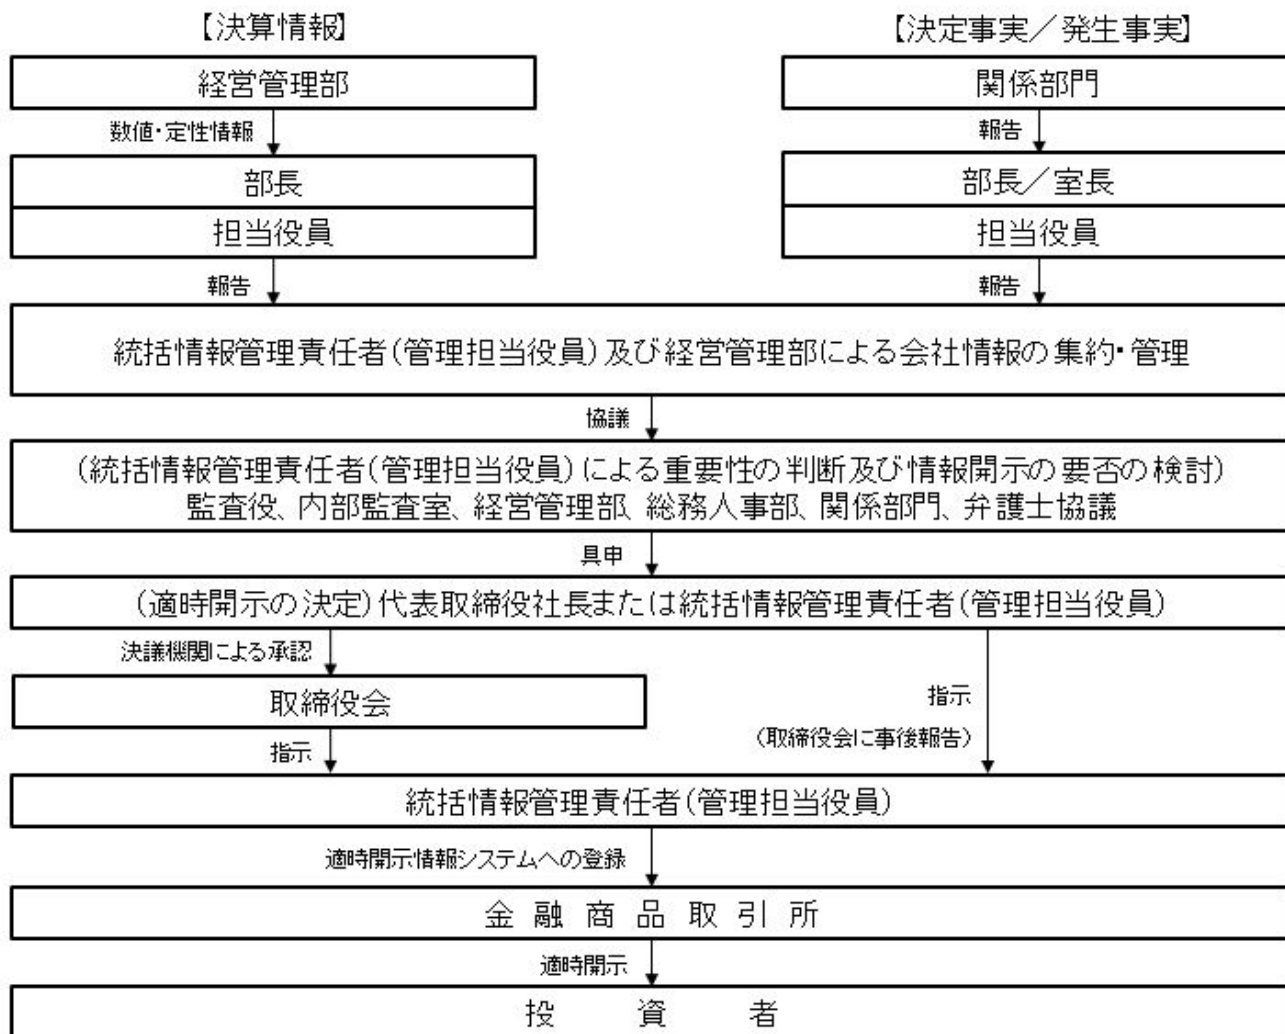 【決算情報】
【決定事実／発生事実】
経営管理部
関係部門
数値・定性情報
報告
部長
部長／室長
担当役員
担当役員
報告
報告
統括情報管理責任者(管理担当役員)及び経営管理部による会社情報の集約・管理
協議
(統括情報管理責任者(管理担当役員)による重要性の判断及び情報開示の要否の検討)
監査役、内部監査室、経営管理部、総務人事部、関係部門、弁護士協議
具申
(適時開示の決定)代表取締役社長または統括情報管理責任者(管理担当役員)
決議機関による承認
取締役会
指示
(取締役会に事後報告)
指示
統括情報管理責任者(管理担当役員)
適時開示情報システムへの登録
金融商品取引所
適時開示
投資者